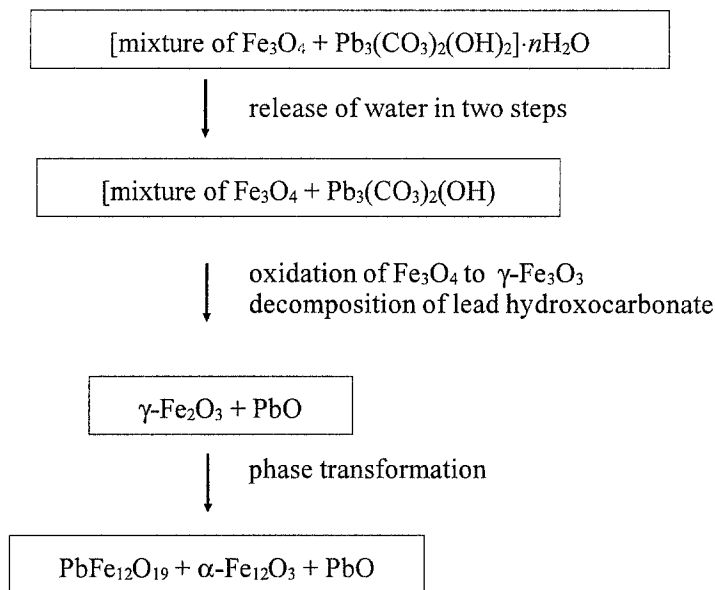 [mixture of Fe₃O₄ + Pb₃(CO₃)₂(OH)₂]·nH₂O
release of water in two steps
[mixture of Fe₃O₄ + Pb₃(CO₃)₂(OH)
oxidation of Fe₃O₄ to γ-Fe₃O₃
decomposition of lead hydroxocarbonate
γ-Fe₂O₃ + PbO
phase transformation
PbFe₁₂O₁₉ + α-Fe₁₂O₃ + PbO